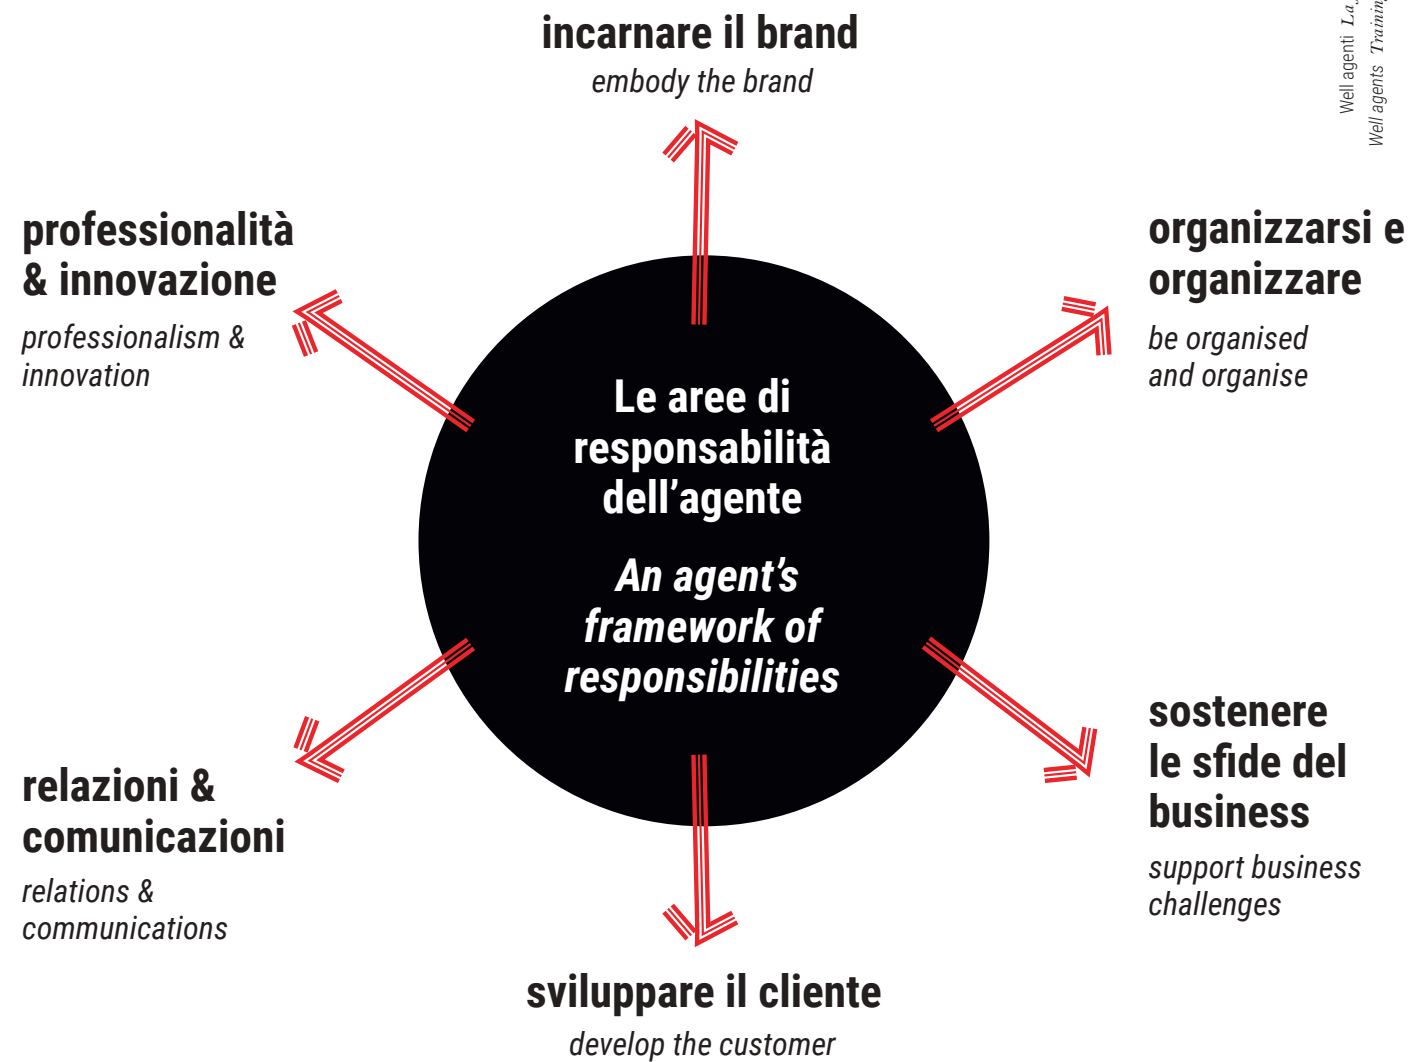 incarnare il brand
embody the brand
Well agenti
Well agents Training
professionalità
& innovazione
professionalism &
innovation
organizzarsi e
organizzare
be organised
and organise
Le aree di
responsabilità
dell’agente
An agent’s
framework of
responsibilities
relazioni &
comunicazioni
relations &
communications
sostenere
le sfide del
business
support business
challenges
sviluppare il cliente
develop the customer